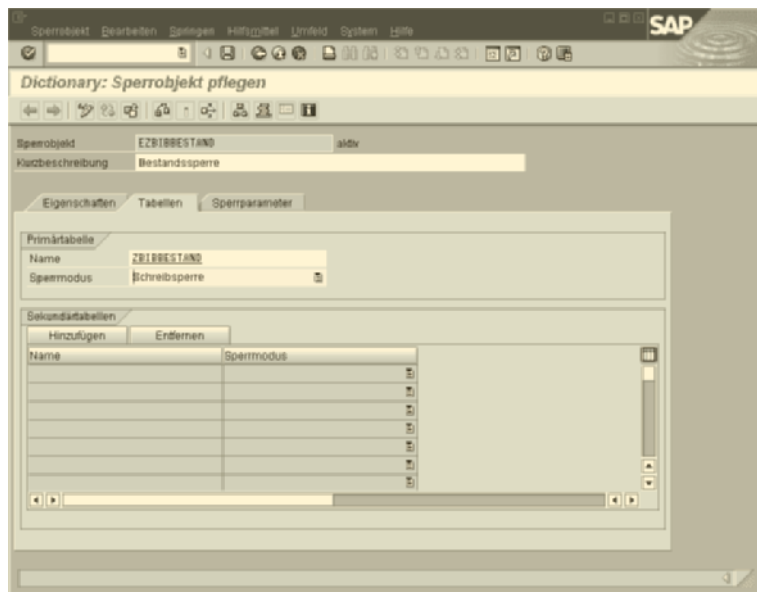 Sperrobjekt Bearbeiten Springen Hilfsmittel Umfeld System Hilfe
SAP
Dictionary: Sperrobjekt pflegen
Sperrobjekt EZBIBBESTAND aktiv
Kurzbeschreibung Bestandssperre
Eigenschaften Tabellen Sperrparameter
Primärtabelle
Name ZBIBBESTAND
Sperrmodus Schreibsperre
Sekundärtabellen
Hinzufügen Entfernen
Name Sperrmodus